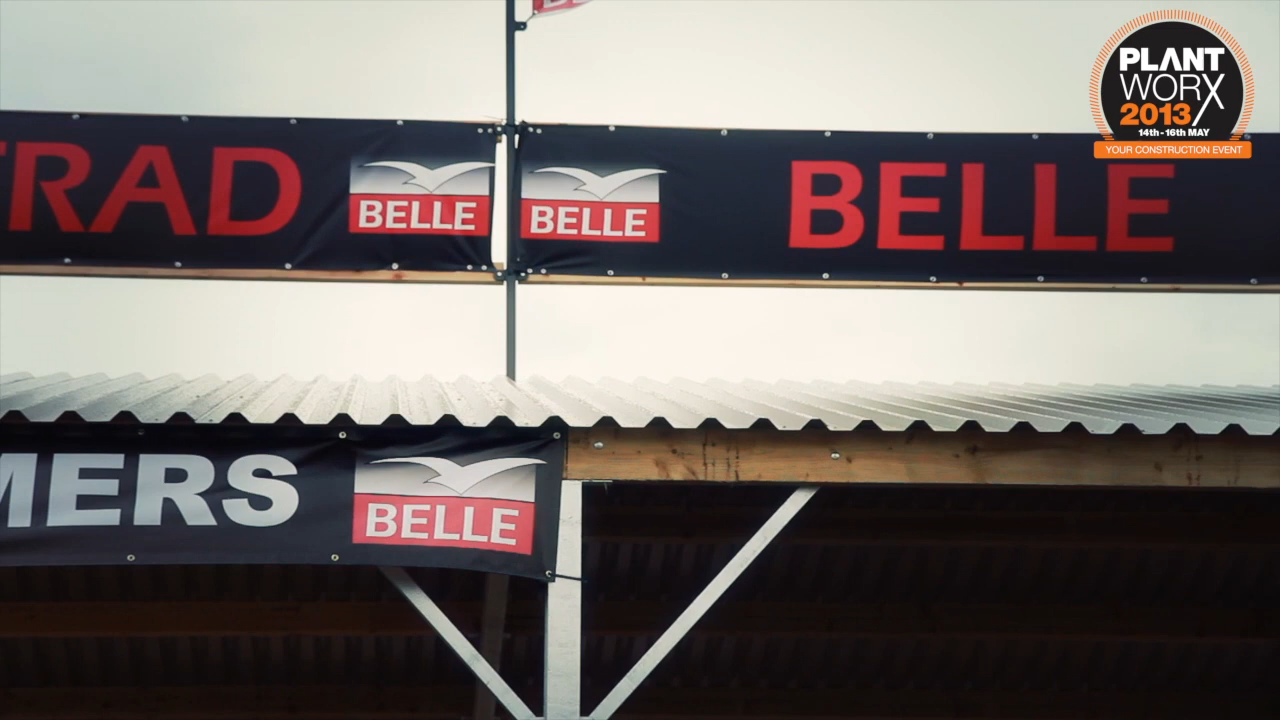 PLANT
WORX
2013
14th - 16th MAY
YOUR CONSTRUCTION EVENT
TRAD
BELLE
BELLE
BELLE
MERS
BELLE